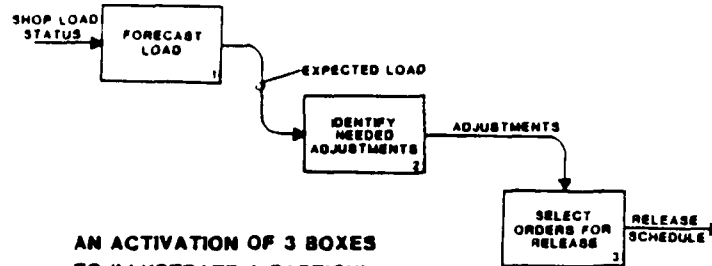 SHOP LOAD
STATUS
FORECAST
LOAD
1
EXPECTED LOAD
IDENTIFY
NEEDED
ADJUSTMENTS
2
ADJUSTMENTS
SELECT
ORDERS FOR
RELEASE
3
RELEASE
SCHEDULE
AN ACTIVATION OF 3 BOXES